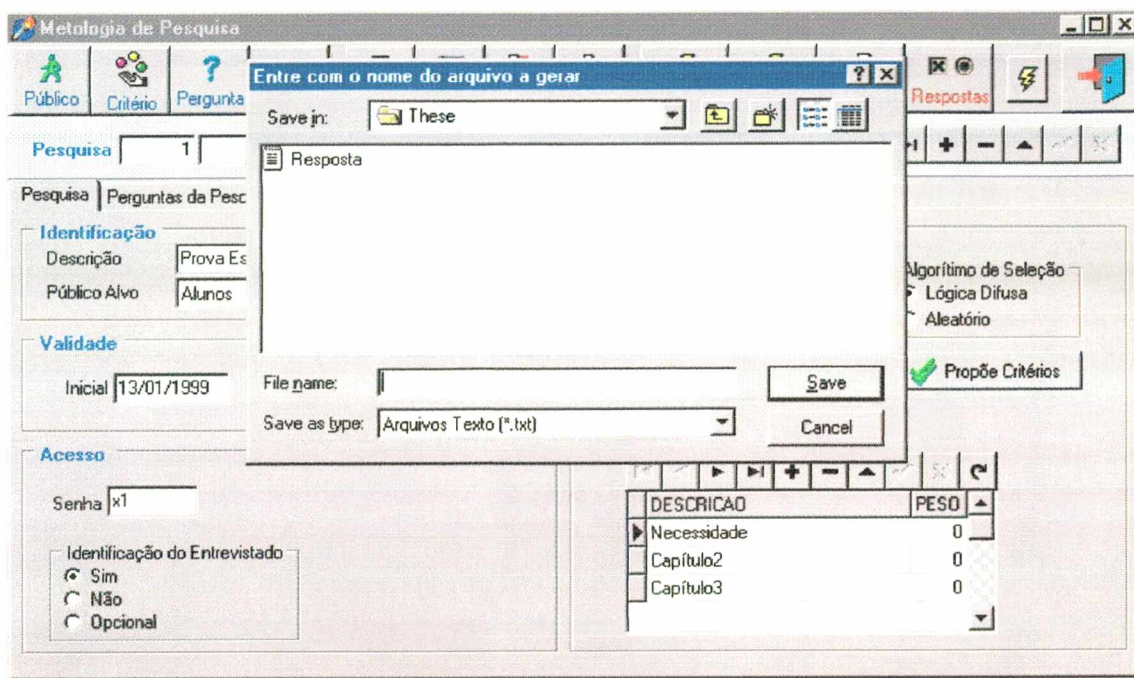 Metologia de Pesquisa
Público
Critério
Pergunta
Respostas
Entre com o nome do arquivo a gerar
Save in:
These
Resposta
File name:
Save
Save as type:
Arquivos Texto (*.txt)
Cancel
Pesquisa
1
Pesquisa
Perguntas da Pesc
Identificação
Descrição
Prova Es
Público Alvo
Alunos
Algorítimo de Seleção
Lógica Difusa
Aleatório
Validade
Inicial
13/01/1999
Propõe Critérios
Acesso
Senha
x1
Identificação do Entrevistado
Sim
Não
Opcional
DESCRICAO PESO
Necessidade 0
Capítulo2 0
Capítulo3 0